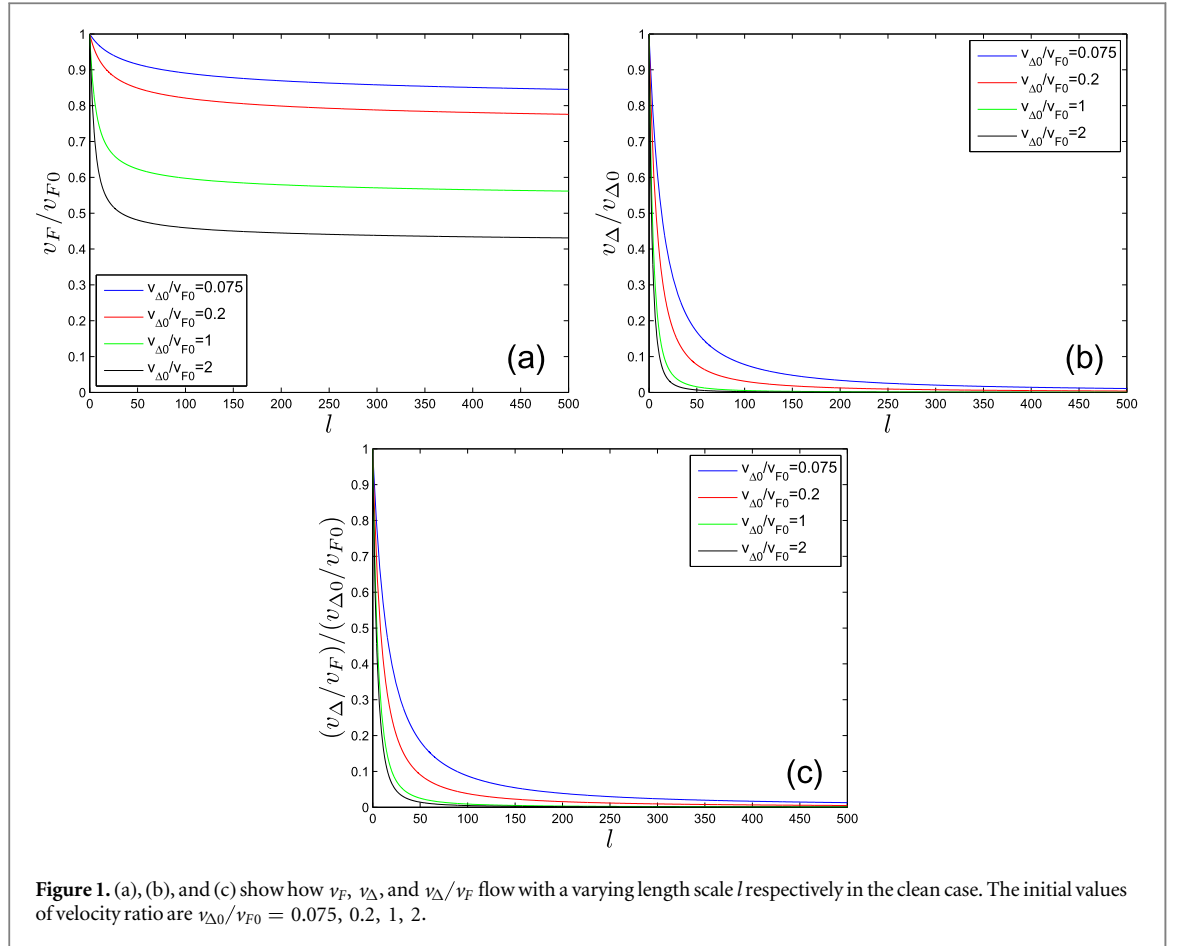 1
0.9
0.8
0.7
0.6
0.5
0.4
0.3
0.2
0.1
0
v_F/v_F0
v_Δ0/v_F0=0.075
v_Δ0/v_F0=0.2
v_Δ0/v_F0=1
v_Δ0/v_F0=2
(a)
0 50 100 150 200 250 300 350 400 450 500
l
1
0.9
0.8
0.7
0.6
0.5
0.4
0.3
0.2
0.1
0
v_Δ/v_Δ0
v_Δ0/v_F0=0.075
v_Δ0/v_F0=0.2
v_Δ0/v_F0=1
v_Δ0/v_F0=2
(b)
0 50 100 150 200 250 300 350 400 450 500
l
1
0.9
0.8
0.7
0.6
0.5
0.4
0.3
0.2
0.1
0
(v_Δ/v_F)/(v_Δ0/v_F0)
v_Δ0/v_F0=0.075
v_Δ0/v_F0=0.2
v_Δ0/v_F0=1
v_Δ0/v_F0=2
(c)
0 50 100 150 200 250 300 350 400 450 500
l
Figure 1. (a), (b), and (c) show how v_F, v_Δ, and v_Δ/v_F flow with a varying length scale l respectively in the clean case. The initial values
of velocity ratio are v_Δ0/v_F0 = 0.075, 0.2, 1, 2.